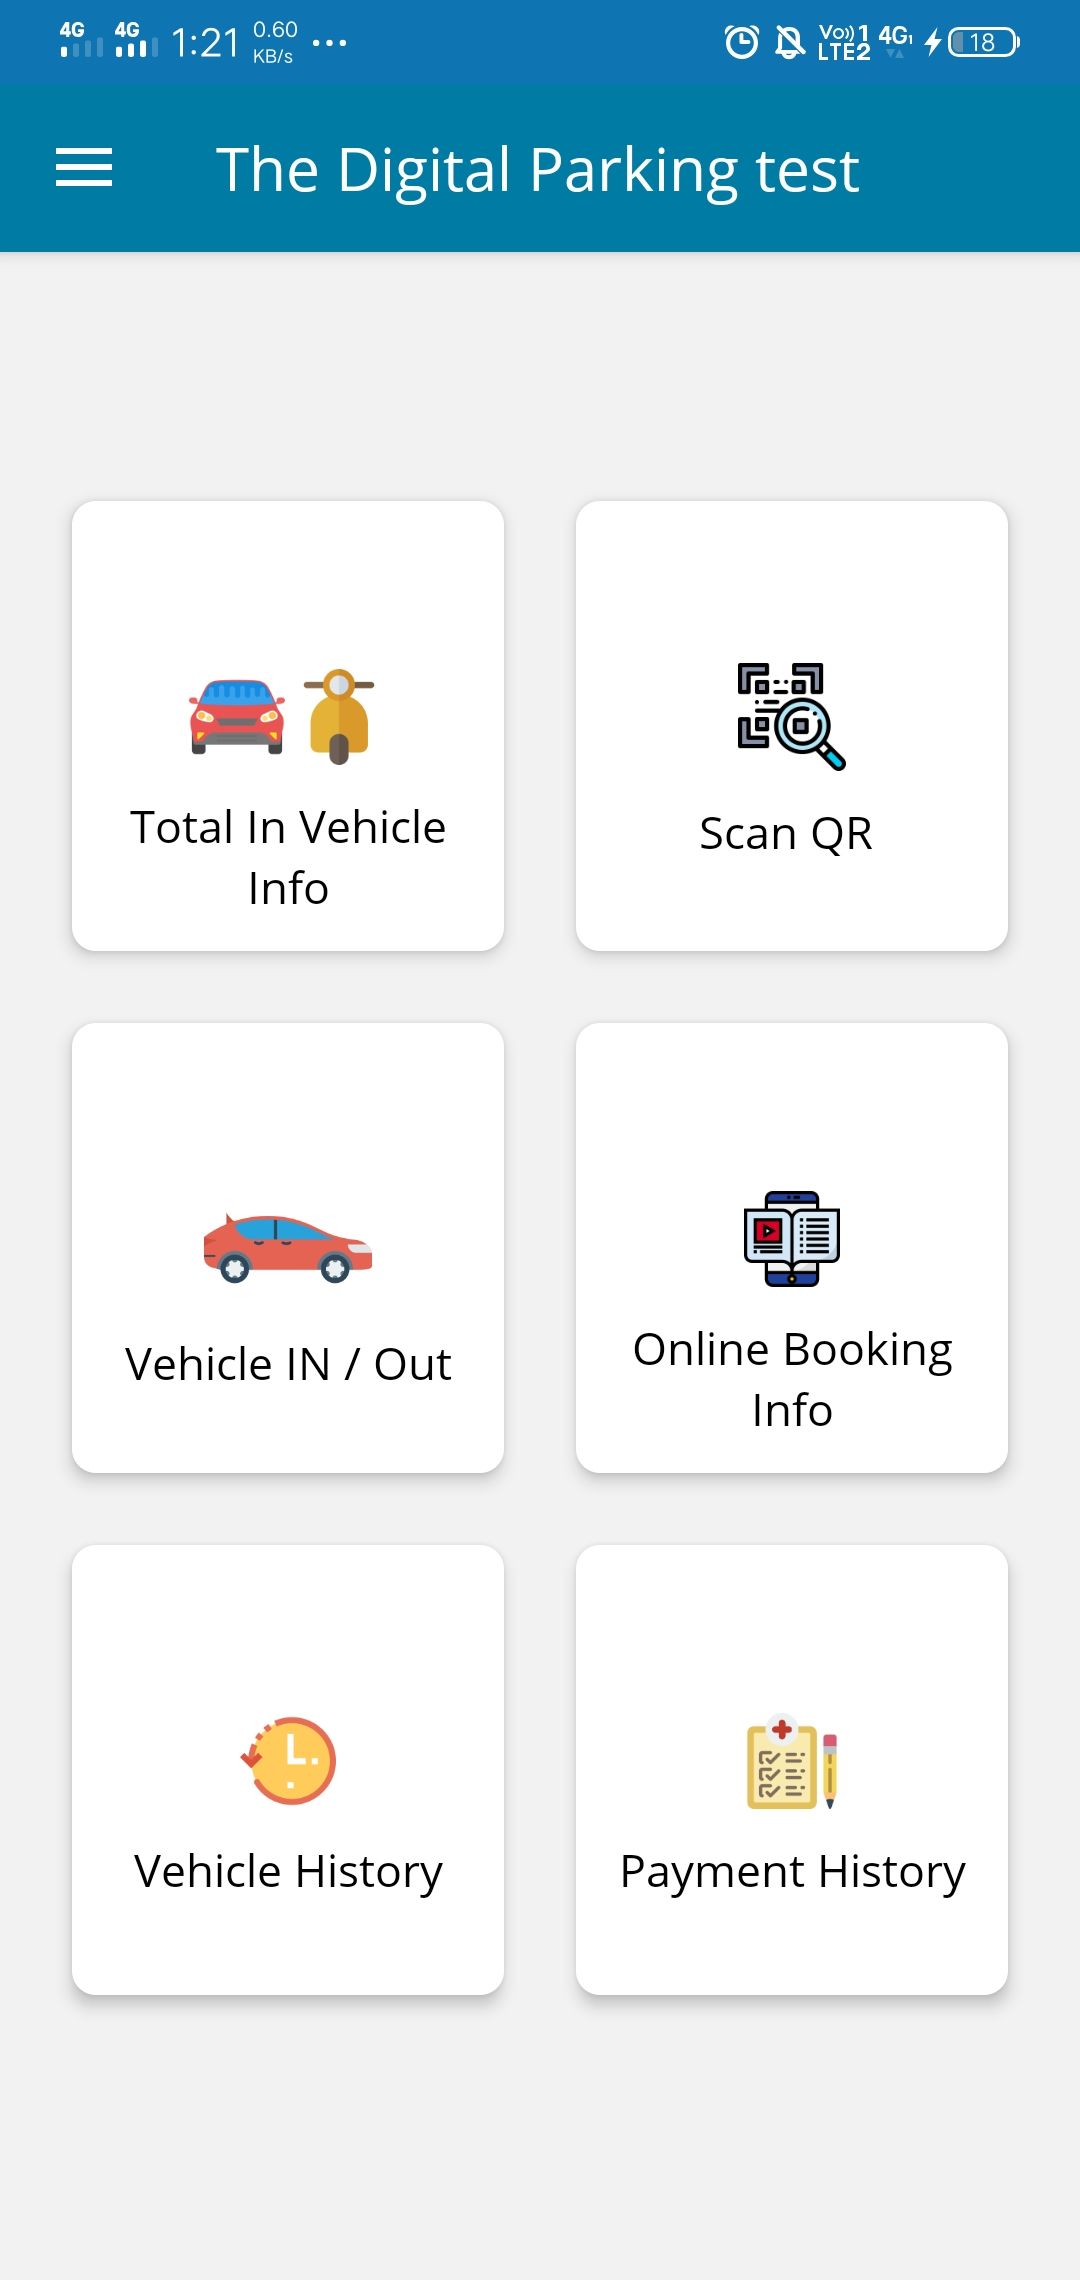 4G 4G 1:21 0.60 KB/s ... Vo)) 1 LTE2 4G1 18
The Digital Parking test
Total In Vehicle
Info
Scan QR
Vehicle IN / Out
Online Booking
Info
Vehicle History
Payment History